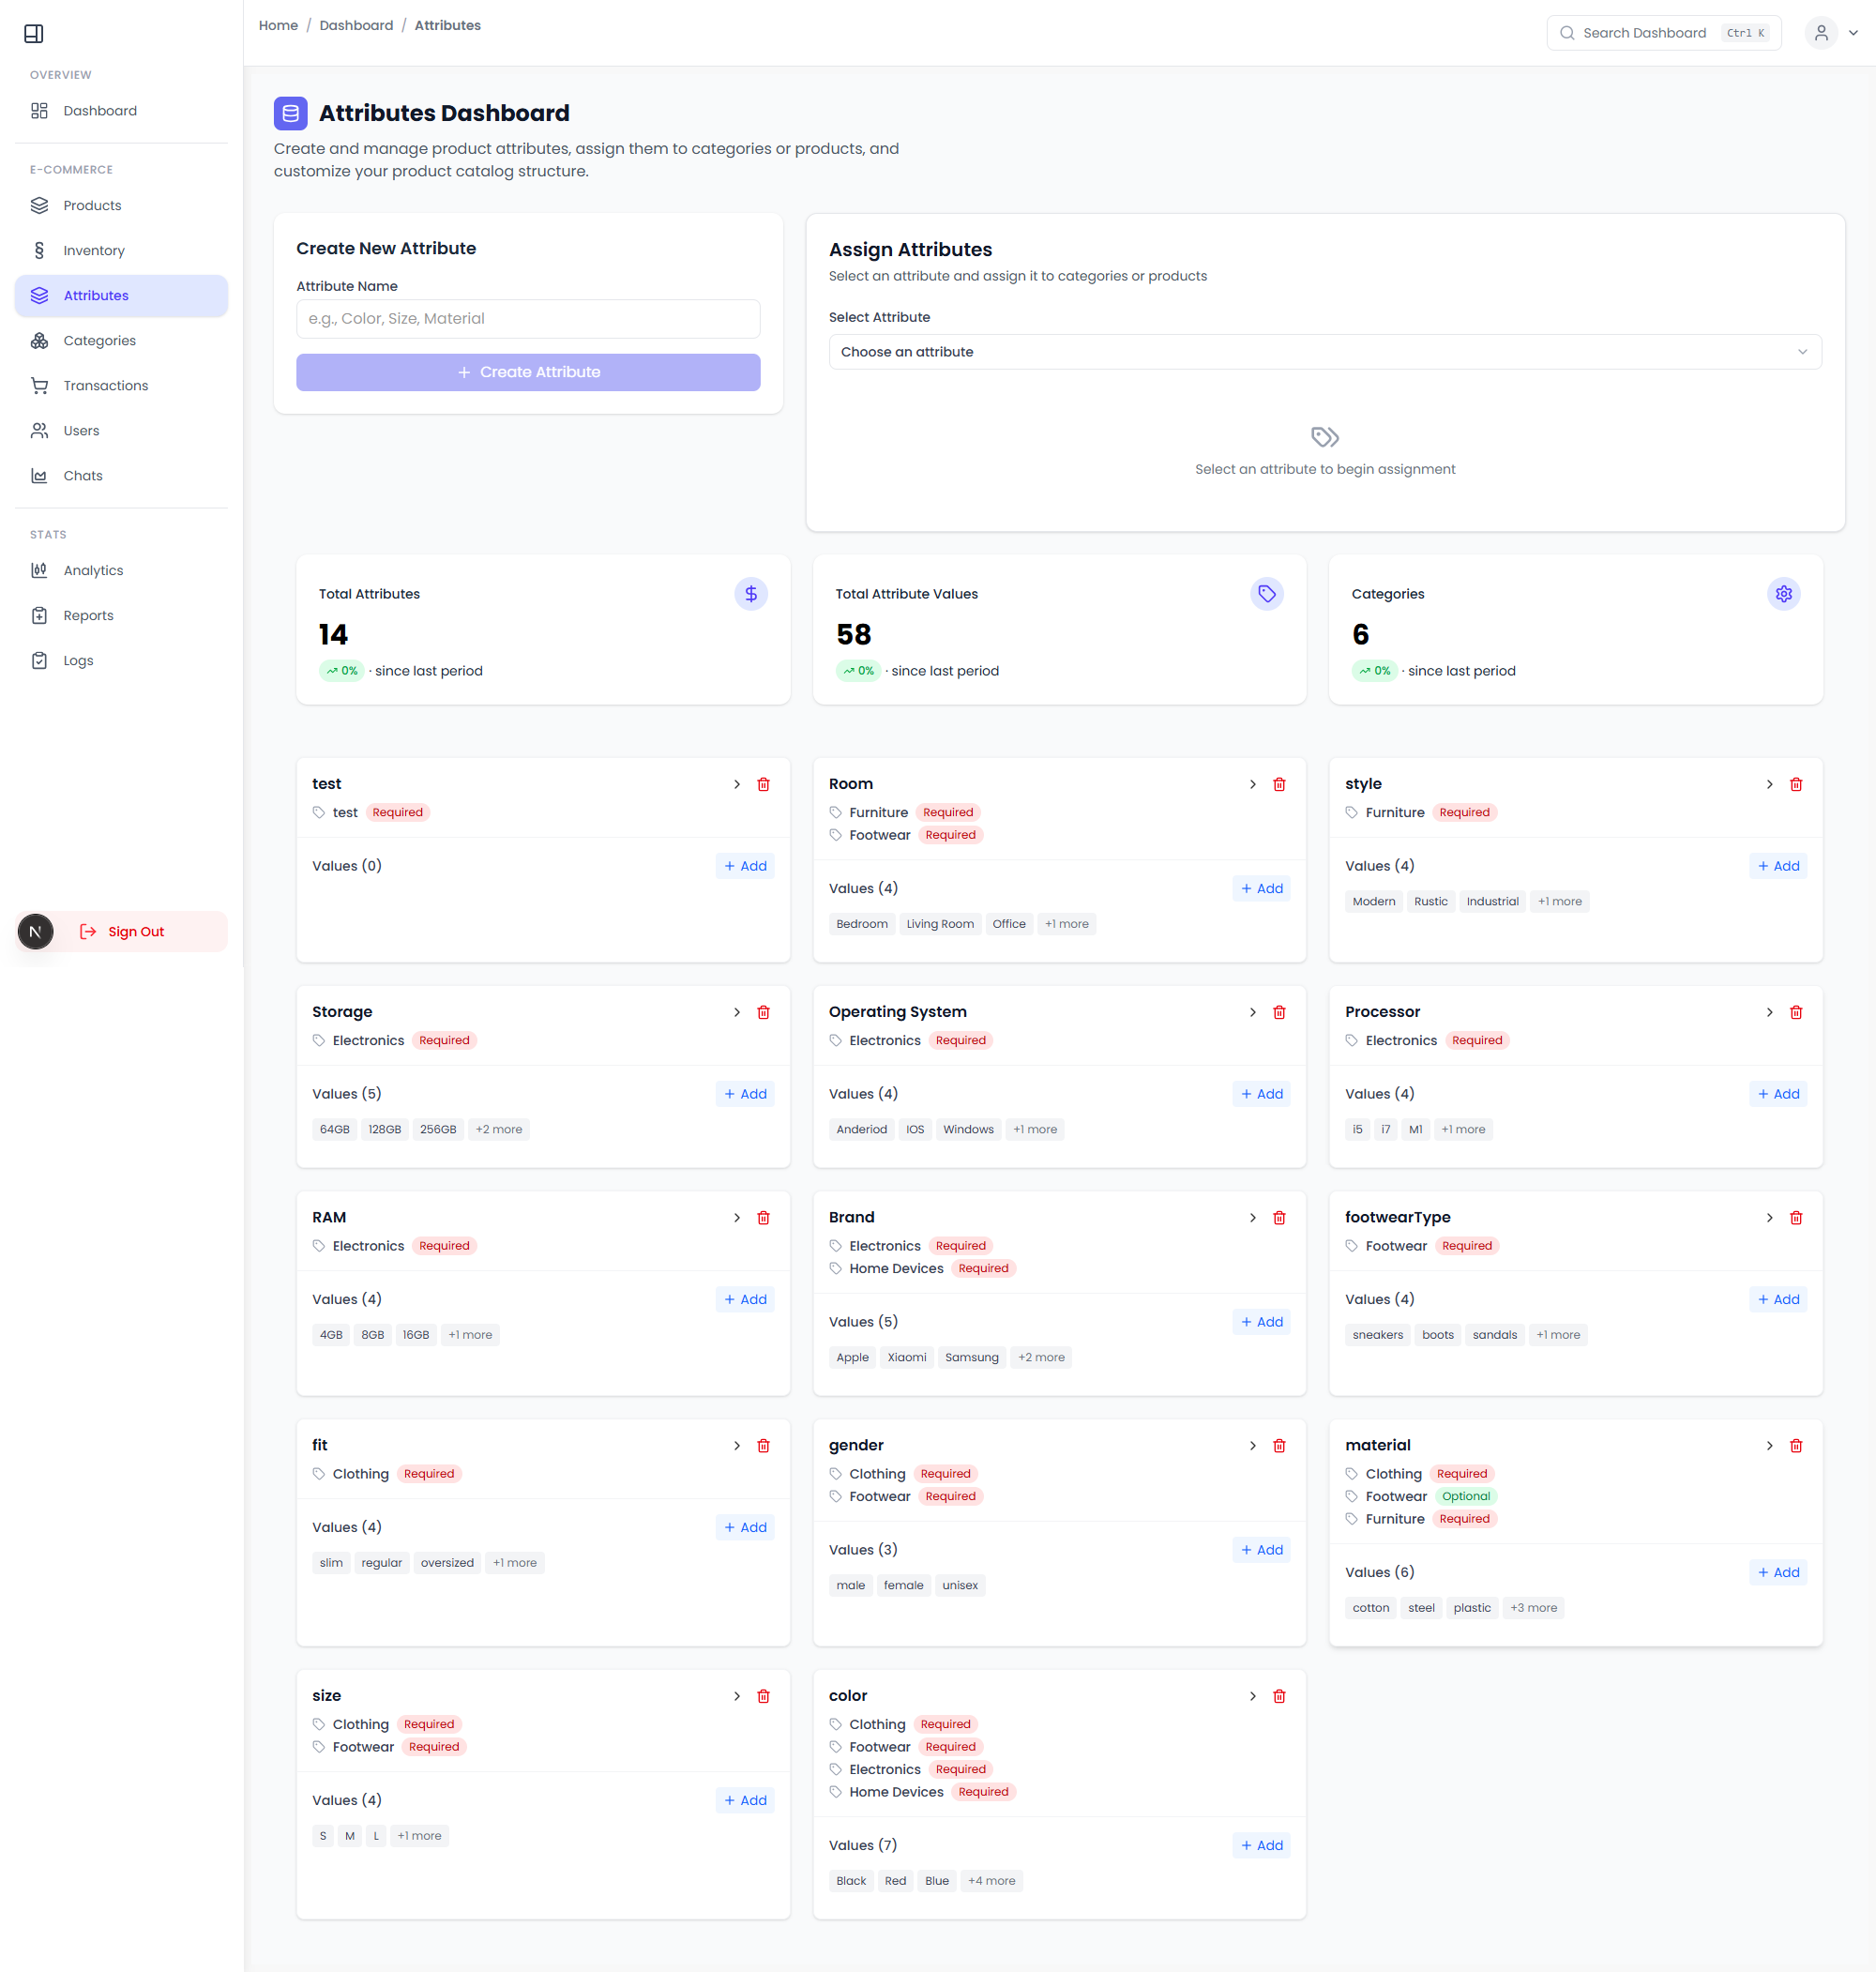 Home / Dashboard / Attributes
Search Dashboard Ctrl K
OVERVIEW
Dashboard
E-COMMERCE
Products
Inventory
Attributes
Categories
Transactions
Users
Chats
STATS
Analytics
Reports
Logs
N
Sign Out
Attributes Dashboard
Create and manage product attributes, assign them to categories or products, and
customize your product catalog structure.
Create New Attribute
Attribute Name
e.g., Color, Size, Material
+ Create Attribute
Assign Attributes
Select an attribute and assign it to categories or products
Select Attribute
Choose an attribute
Select an attribute to begin assignment
Total Attributes
14
0% · since last period
Total Attribute Values
58
0% · since last period
Categories
6
0% · since last period
test
test Required
Values (0) + Add
Room
Furniture Required
Footwear Required
Values (4) + Add
Bedroom Living Room Office +1 more
style
Furniture Required
Values (4) + Add
Modern Rustic Industrial +1 more
Storage
Electronics Required
Values (5) + Add
64GB 128GB 256GB +2 more
Operating System
Electronics Required
Values (4) + Add
Anderiod IOS Windows +1 more
Processor
Electronics Required
Values (4) + Add
i5 i7 M1 +1 more
RAM
Electronics Required
Values (4) + Add
4GB 8GB 16GB +1 more
Brand
Electronics Required
Home Devices Required
Values (5) + Add
Apple Xiaomi Samsung +2 more
footwearType
Footwear Required
Values (4) + Add
sneakers boots sandals +1 more
fit
Clothing Required
Values (4) + Add
slim regular oversized +1 more
gender
Clothing Required
Footwear Required
Values (3) + Add
male female unisex
material
Clothing Required
Footwear Optional
Furniture Required
Values (6) + Add
cotton steel plastic +3 more
size
Clothing Required
Footwear Required
Values (4) + Add
S M L +1 more
color
Clothing Required
Footwear Required
Electronics Required
Home Devices Required
Values (7) + Add
Black Red Blue +4 more